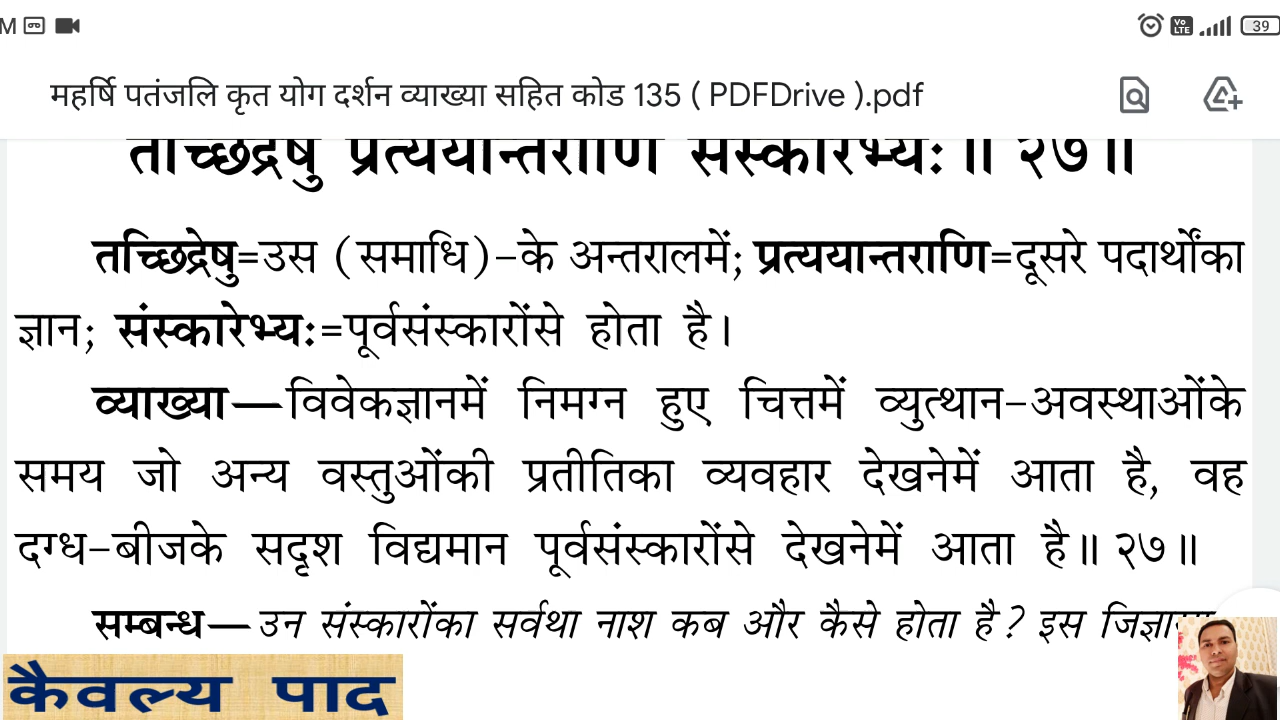 M 39
महर्षि पतंजलि कृत योग दर्शन व्याख्या सहित कोड 135 ( PDFDrive ).pdf
तच्छिद्रेषु प्रत्ययान्तराणि संस्कारेभ्यः॥ २७॥
तच्छिद्रेषु=उस (समाधि)-के अन्तरालमें; प्रत्ययान्तराणि=दूसरे पदार्थोंका
ज्ञान; संस्कारेभ्यः=पूर्वसंस्कारोंसे होता है।
व्याख्या—विवेकज्ञानमें निमग्न हुए चित्तमें व्युत्थान-अवस्थाओंके
समय जो अन्य वस्तुओंकी प्रतीतिका व्यवहार देखनेमें आता है, वह
दग्ध-बीजके सदृश विद्यमान पूर्वसंस्कारोंसे देखनेमें आता है॥ २७॥
सम्बन्ध—उन संस्कारोंका सर्वथा नाश कब और कैसे होता है? इस
कैवल्य पाद